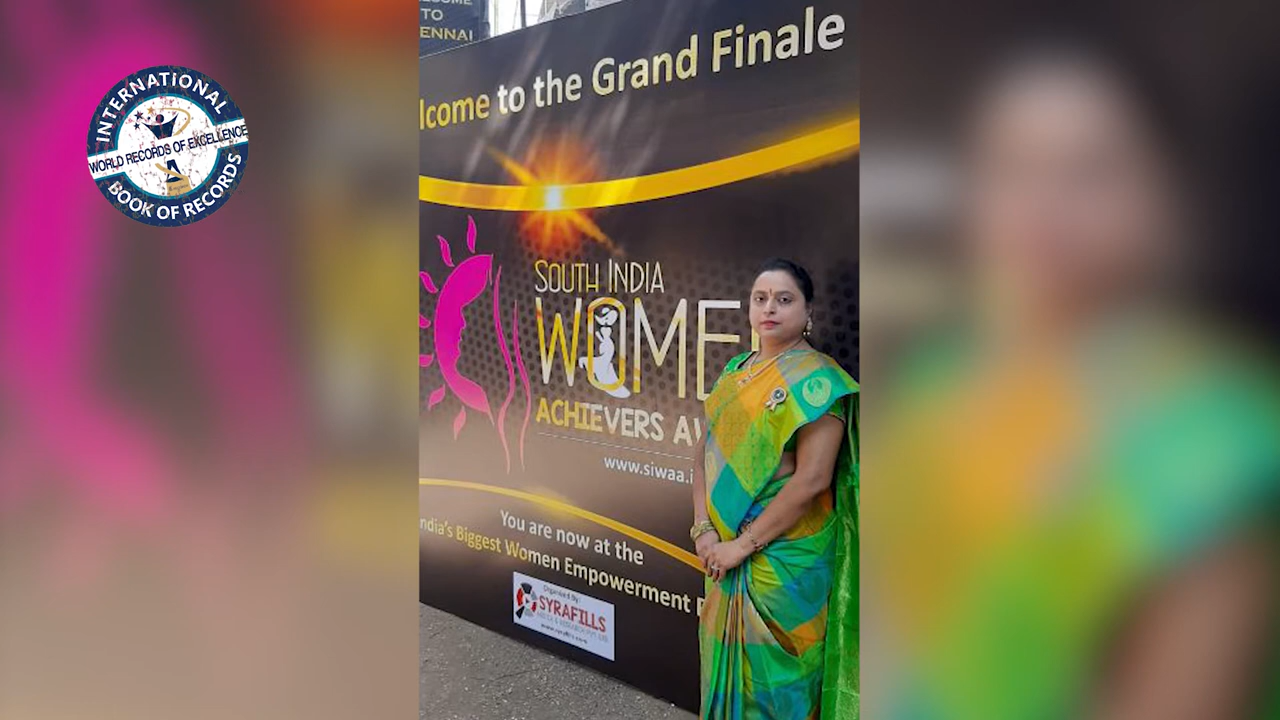 INTERNATIONAL
WORLD RECORDS OF EXCELLENCE
BOOK OF RECORDS
TO
ENNAI
lcome to the Grand Finale
SOUTH INDIA
WOME
ACHIEVERS A
www.siwaa.i
You are now at the
ndia's Biggest Women Empowerment
Organised By:
SYRAFILLS